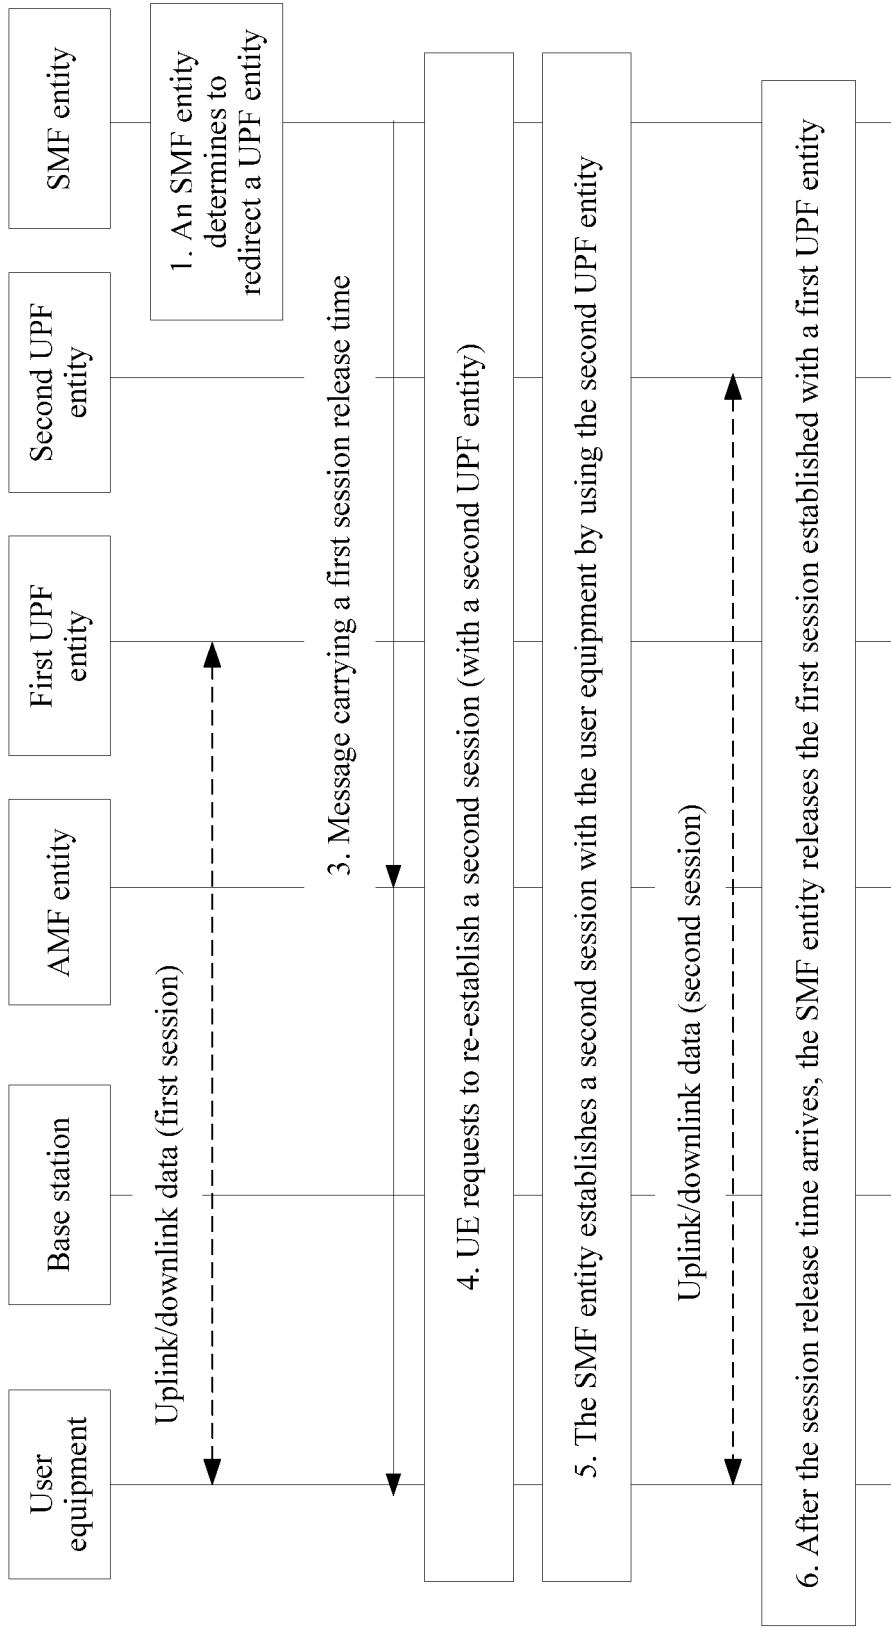 User
equipment
Base station
AMF entity
First UPF
entity
Second UPF
entity
SMF entity
Uplink/downlink data (first session)
1. An SMF entity
determines to
redirect a UPF entity
3. Message carrying a first session release time
4. UE requests to re-establish a second session (with a second UPF entity)
5. The SMF entity establishes a second session with the user equipment by using the second UPF entity
Uplink/downlink data (second session)
6. After the session release time arrives, the SMF entity releases the first session established with a first UPF entity